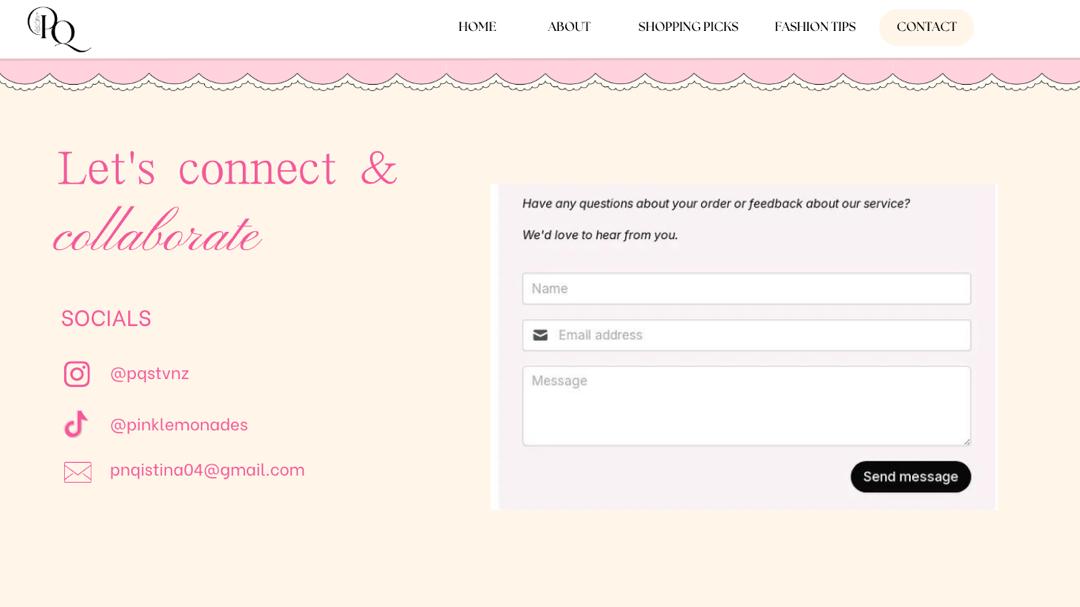 PQ
HOME
ABOUT
SHOPPING PICKS
FASHION TIPS
CONTACT
Let's connect &
collaborate
SOCIALS
@pqstvnz
@pinklemonades
pnqistina04@gmail.com
Have any questions about your order or feedback about our service?
We'd love to hear from you.
Name
Email address
Message
Send message